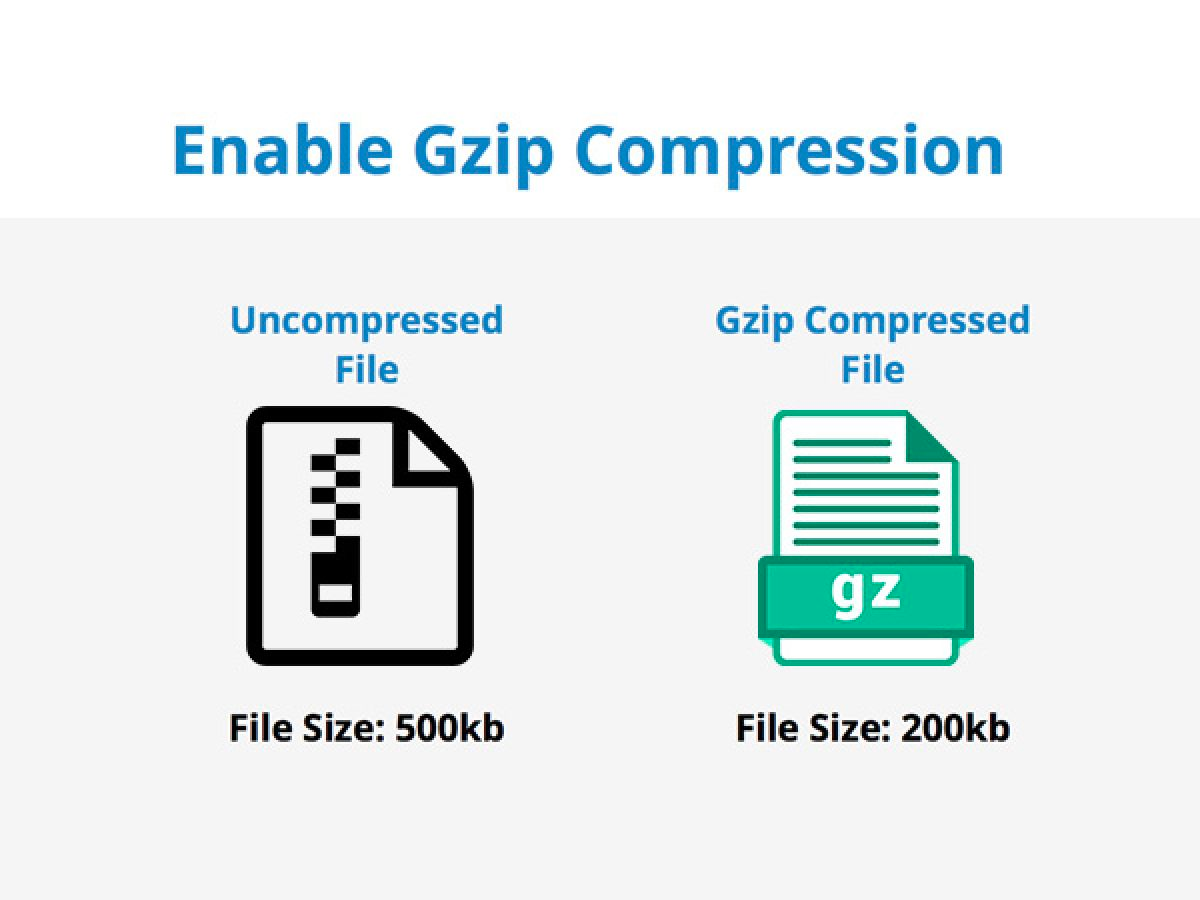 Enable Gzip Compression
Uncompressed
File
Gzip Compressed
File
gz
File Size: 500kb
File Size: 200kb